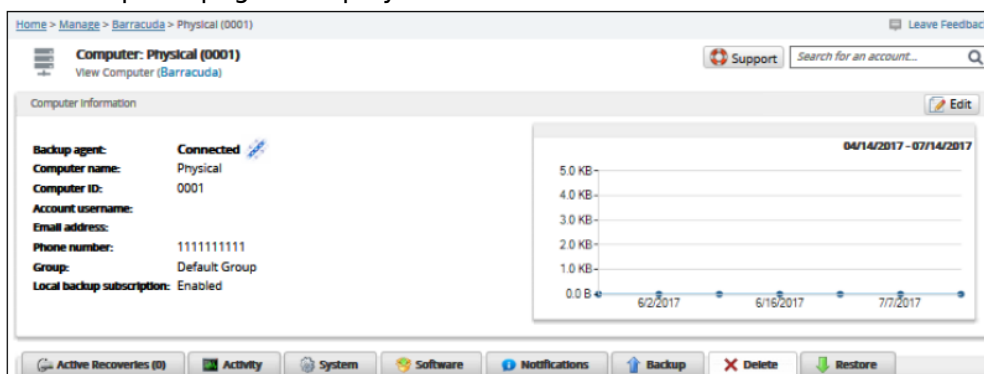 Home > Manage > Barracuda > Physical (0001)
Leave Feedbac
Computer: Physical (0001)
View Computer (Barracuda)
Support
Search for an account...
Computer Information
Edit
Backup agent: Connected
Computer name: Physical
Computer ID: 0001
Account username:
Email address:
Phone number: 1111111111
Group: Default Group
Local backup subscription: Enabled
04/14/2017 - 07/14/2017
5.0 KB
4.0 KB
3.0 KB
2.0 KB
1.0 KB
0.0 B
6/2/2017 6/16/2017 7/7/2017
Active Recoveries (0) Activity System Software Notifications Backup Delete Restore